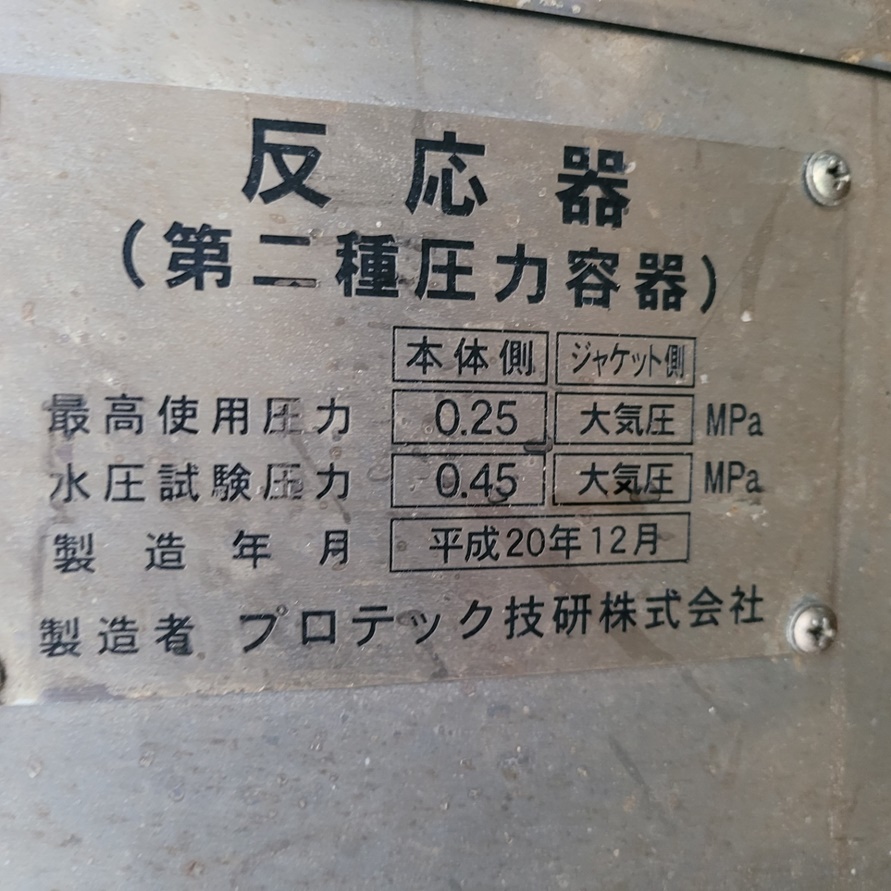 反応器
（第二種圧力容器）
本体側 ジャケット側
最高使用圧力 0.25 大気圧 MPa
水圧試験圧力 0.45 大気圧 MPa
製造年月 平成20年12月
製造者 プロテック技研株式会社